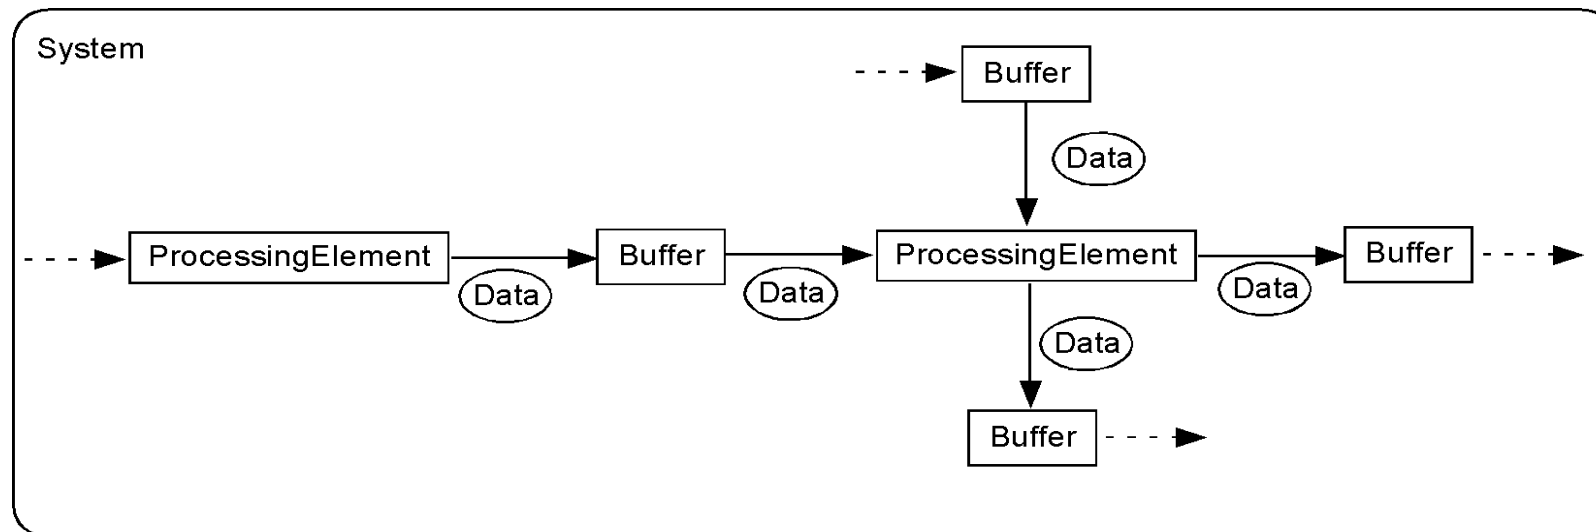 System
Buffer
Data
ProcessingElement
Data
Buffer
Data
ProcessingElement
Data
Buffer
Data
Buffer